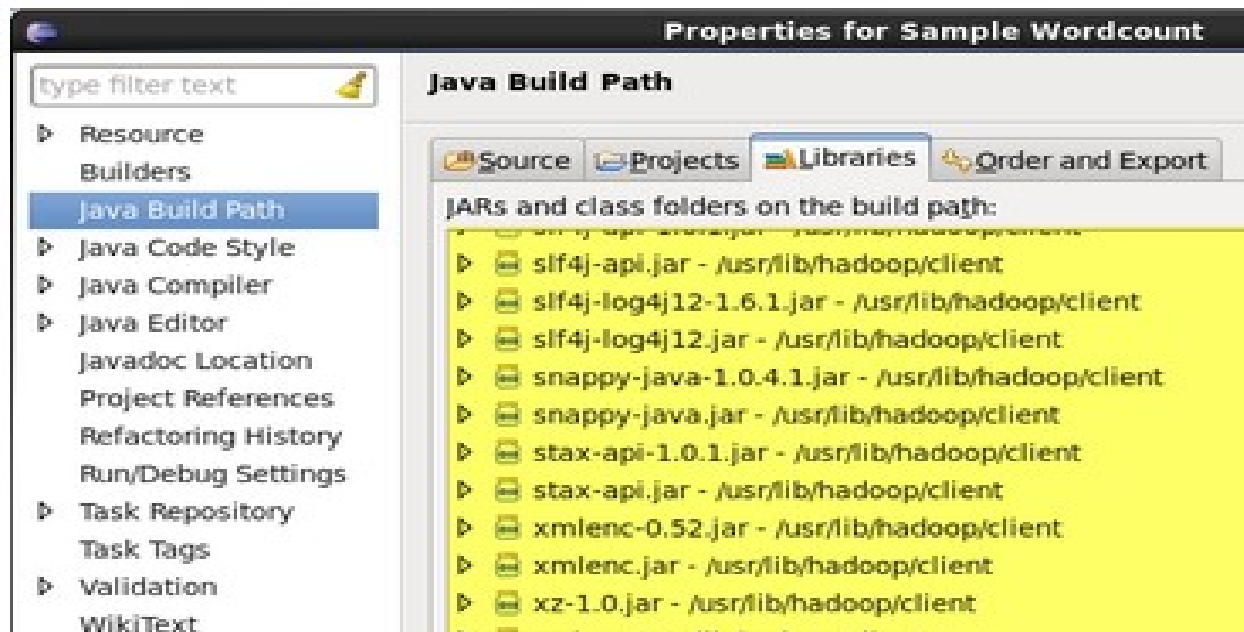 Properties for Sample Wordcount
type filter text
Resource
Builders
Java Build Path
Java Code Style
Java Compiler
Java Editor
Javadoc Location
Project References
Refactoring History
Run/Debug Settings
Task Repository
Task Tags
Validation
WikiText
Java Build Path
Source
Projects
Libraries
Order and Export
JARs and class folders on the build path:
slf4j-api.jar - /usr/lib/hadoop/client
slf4j-log4j12-1.6.1.jar - /usr/lib/hadoop/client
slf4j-log4j12.jar - /usr/lib/hadoop/client
snappy-java-1.0.4.1.jar - /usr/lib/hadoop/client
snappy-java.jar - /usr/lib/hadoop/client
stax-api-1.0.1.jar - /usr/lib/hadoop/client
stax-api.jar - /usr/lib/hadoop/client
xmlenc-0.52.jar - /usr/lib/hadoop/client
xmlenc.jar - /usr/lib/hadoop/client
xz-1.0.jar - /usr/lib/hadoop/client